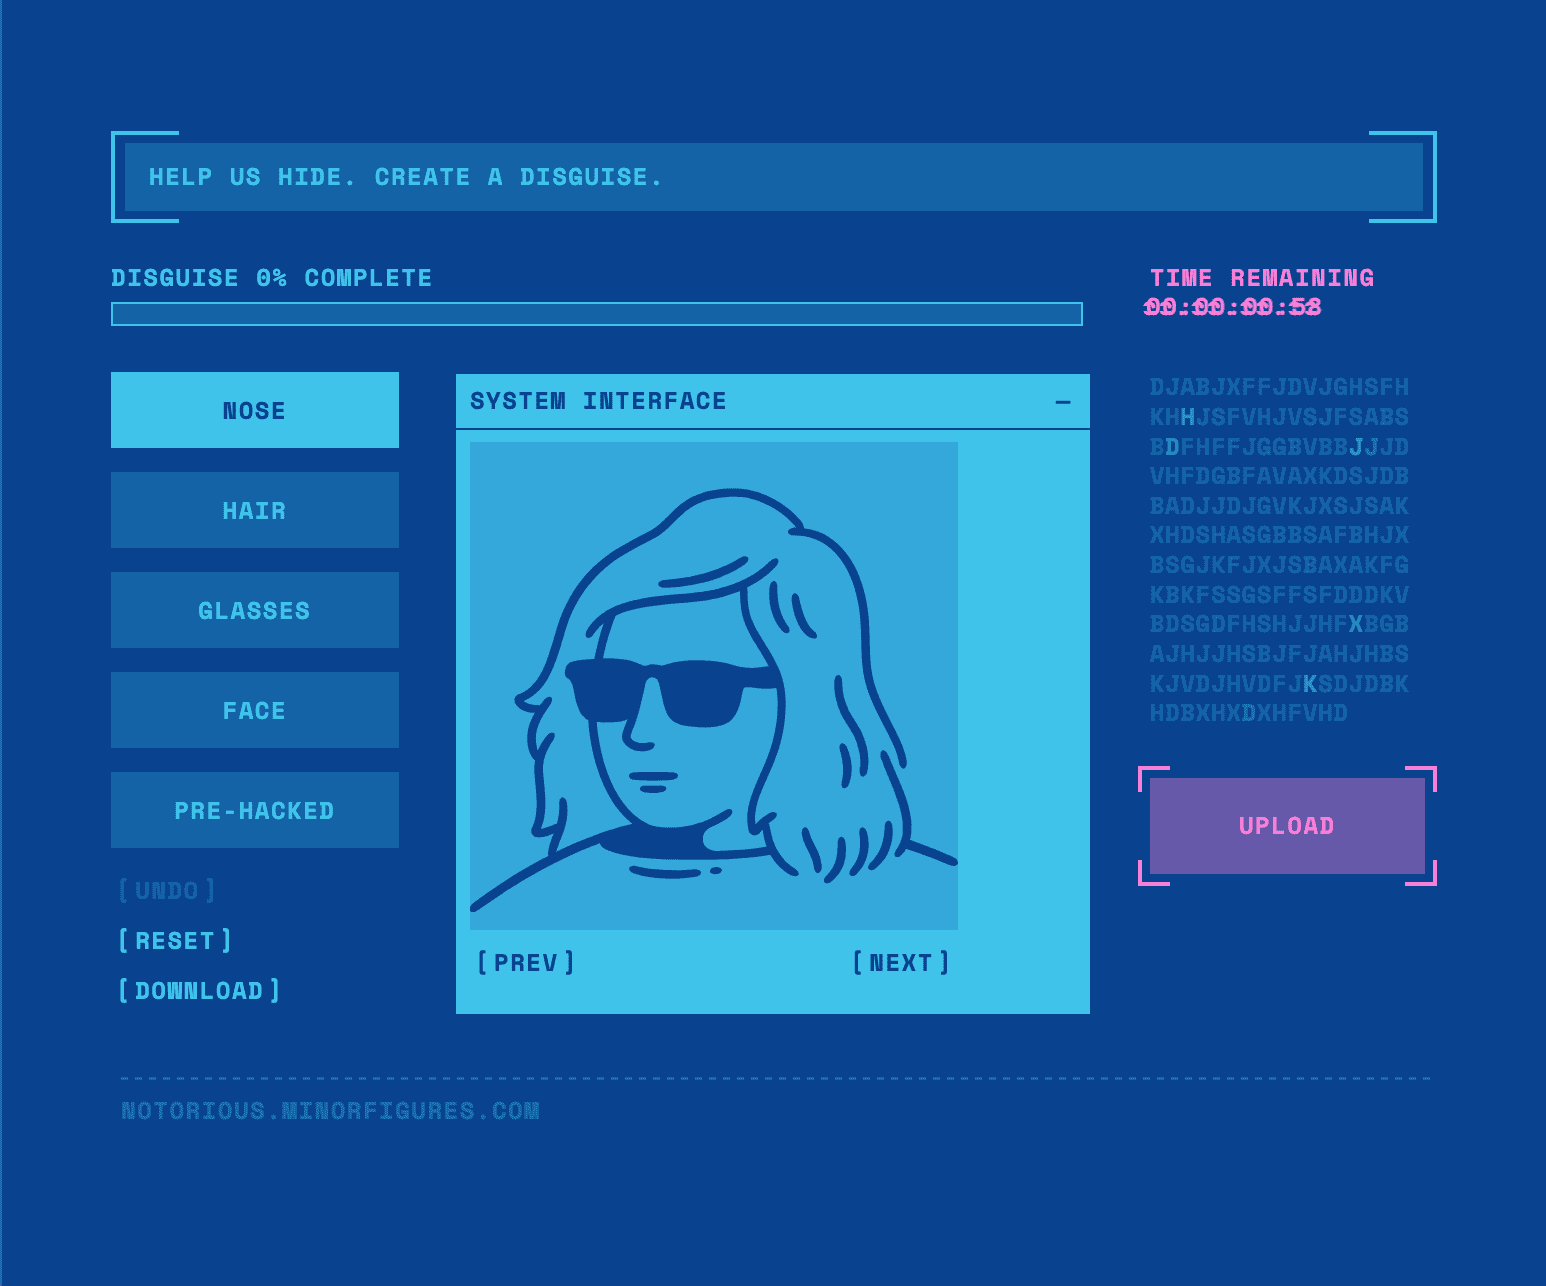 HELP US HIDE. CREATE A DISGUISE.
DISGUISE 0% COMPLETE
TIME REMAINING
00:00:00:58
NOSE
HAIR
GLASSES
FACE
PRE-HACKED
[UNDO]
[RESET]
[DOWNLOAD]
SYSTEM INTERFACE
[PREV]
[NEXT]
DJABJXFFJDVJGHSFH
KHHJSFVHJVSJFSABS
BDFHFFJGGBVBBJJJD
VHFDGBFAVAXKDSJDB
BADJJDJGVKJXSJSAK
XHDSHASGBBSAFBHJX
BSGJKFJXJSBAXAKFG
KBKFSSGSFFSFDDDKV
BDSGDFHSHJJHFXBGB
AJHJJHSBJFJAHJHBS
KJVDJHVDFJKSDJDBK
HDBXHXDXHFVHD
UPLOAD
NOTORIOUS.MINORFIGURES.COM